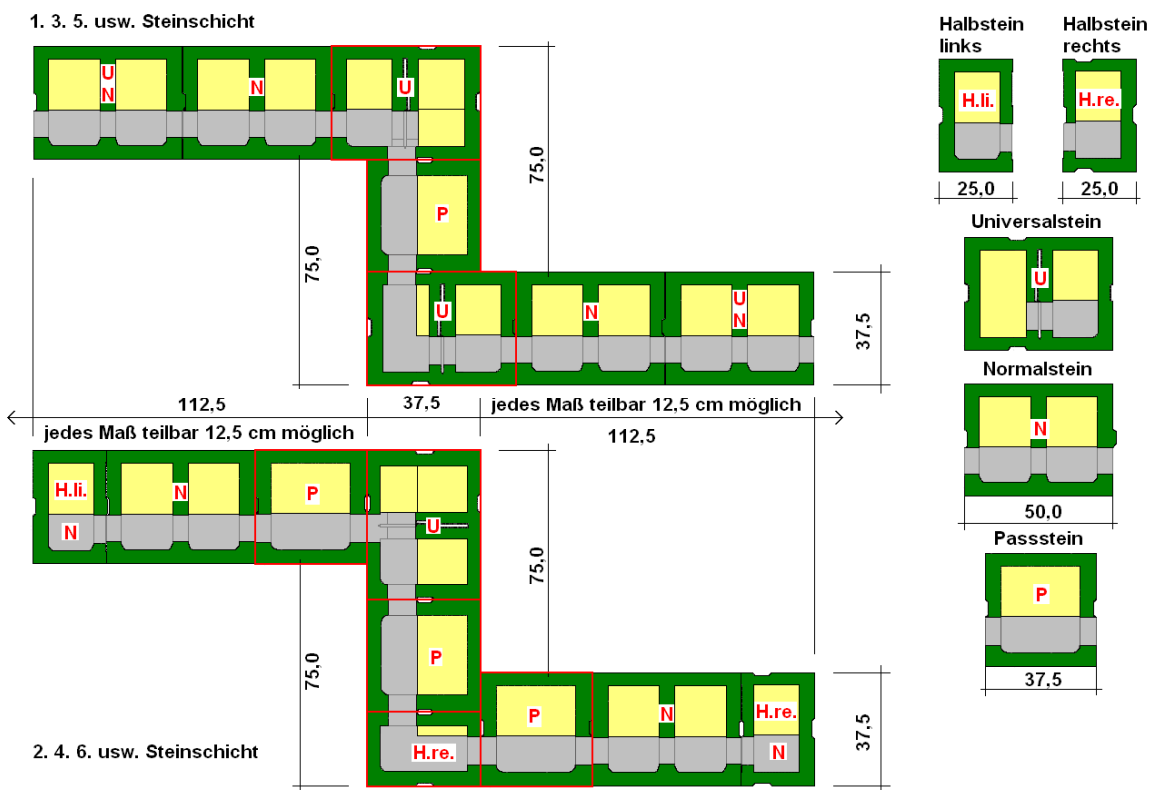 1. 3. 5. usw. Steinschicht
U
N
N
U
75,0
P
75,0
U
N
U
N
37,5
112,5
37,5
jedes Maß teilbar 12,5 cm möglich
jedes Maß teilbar 12,5 cm möglich
112,5
H.li.
N
N
P
U
75,0
P
75,0
H.re.
P
N
H.re.
N
37,5
2. 4. 6. usw. Steinschicht
Halbstein
links
H.li.
25,0
Halbstein
rechts
H.re.
25,0
Universalstein
U
Normalstein
N
50,0
Passstein
P
37,5